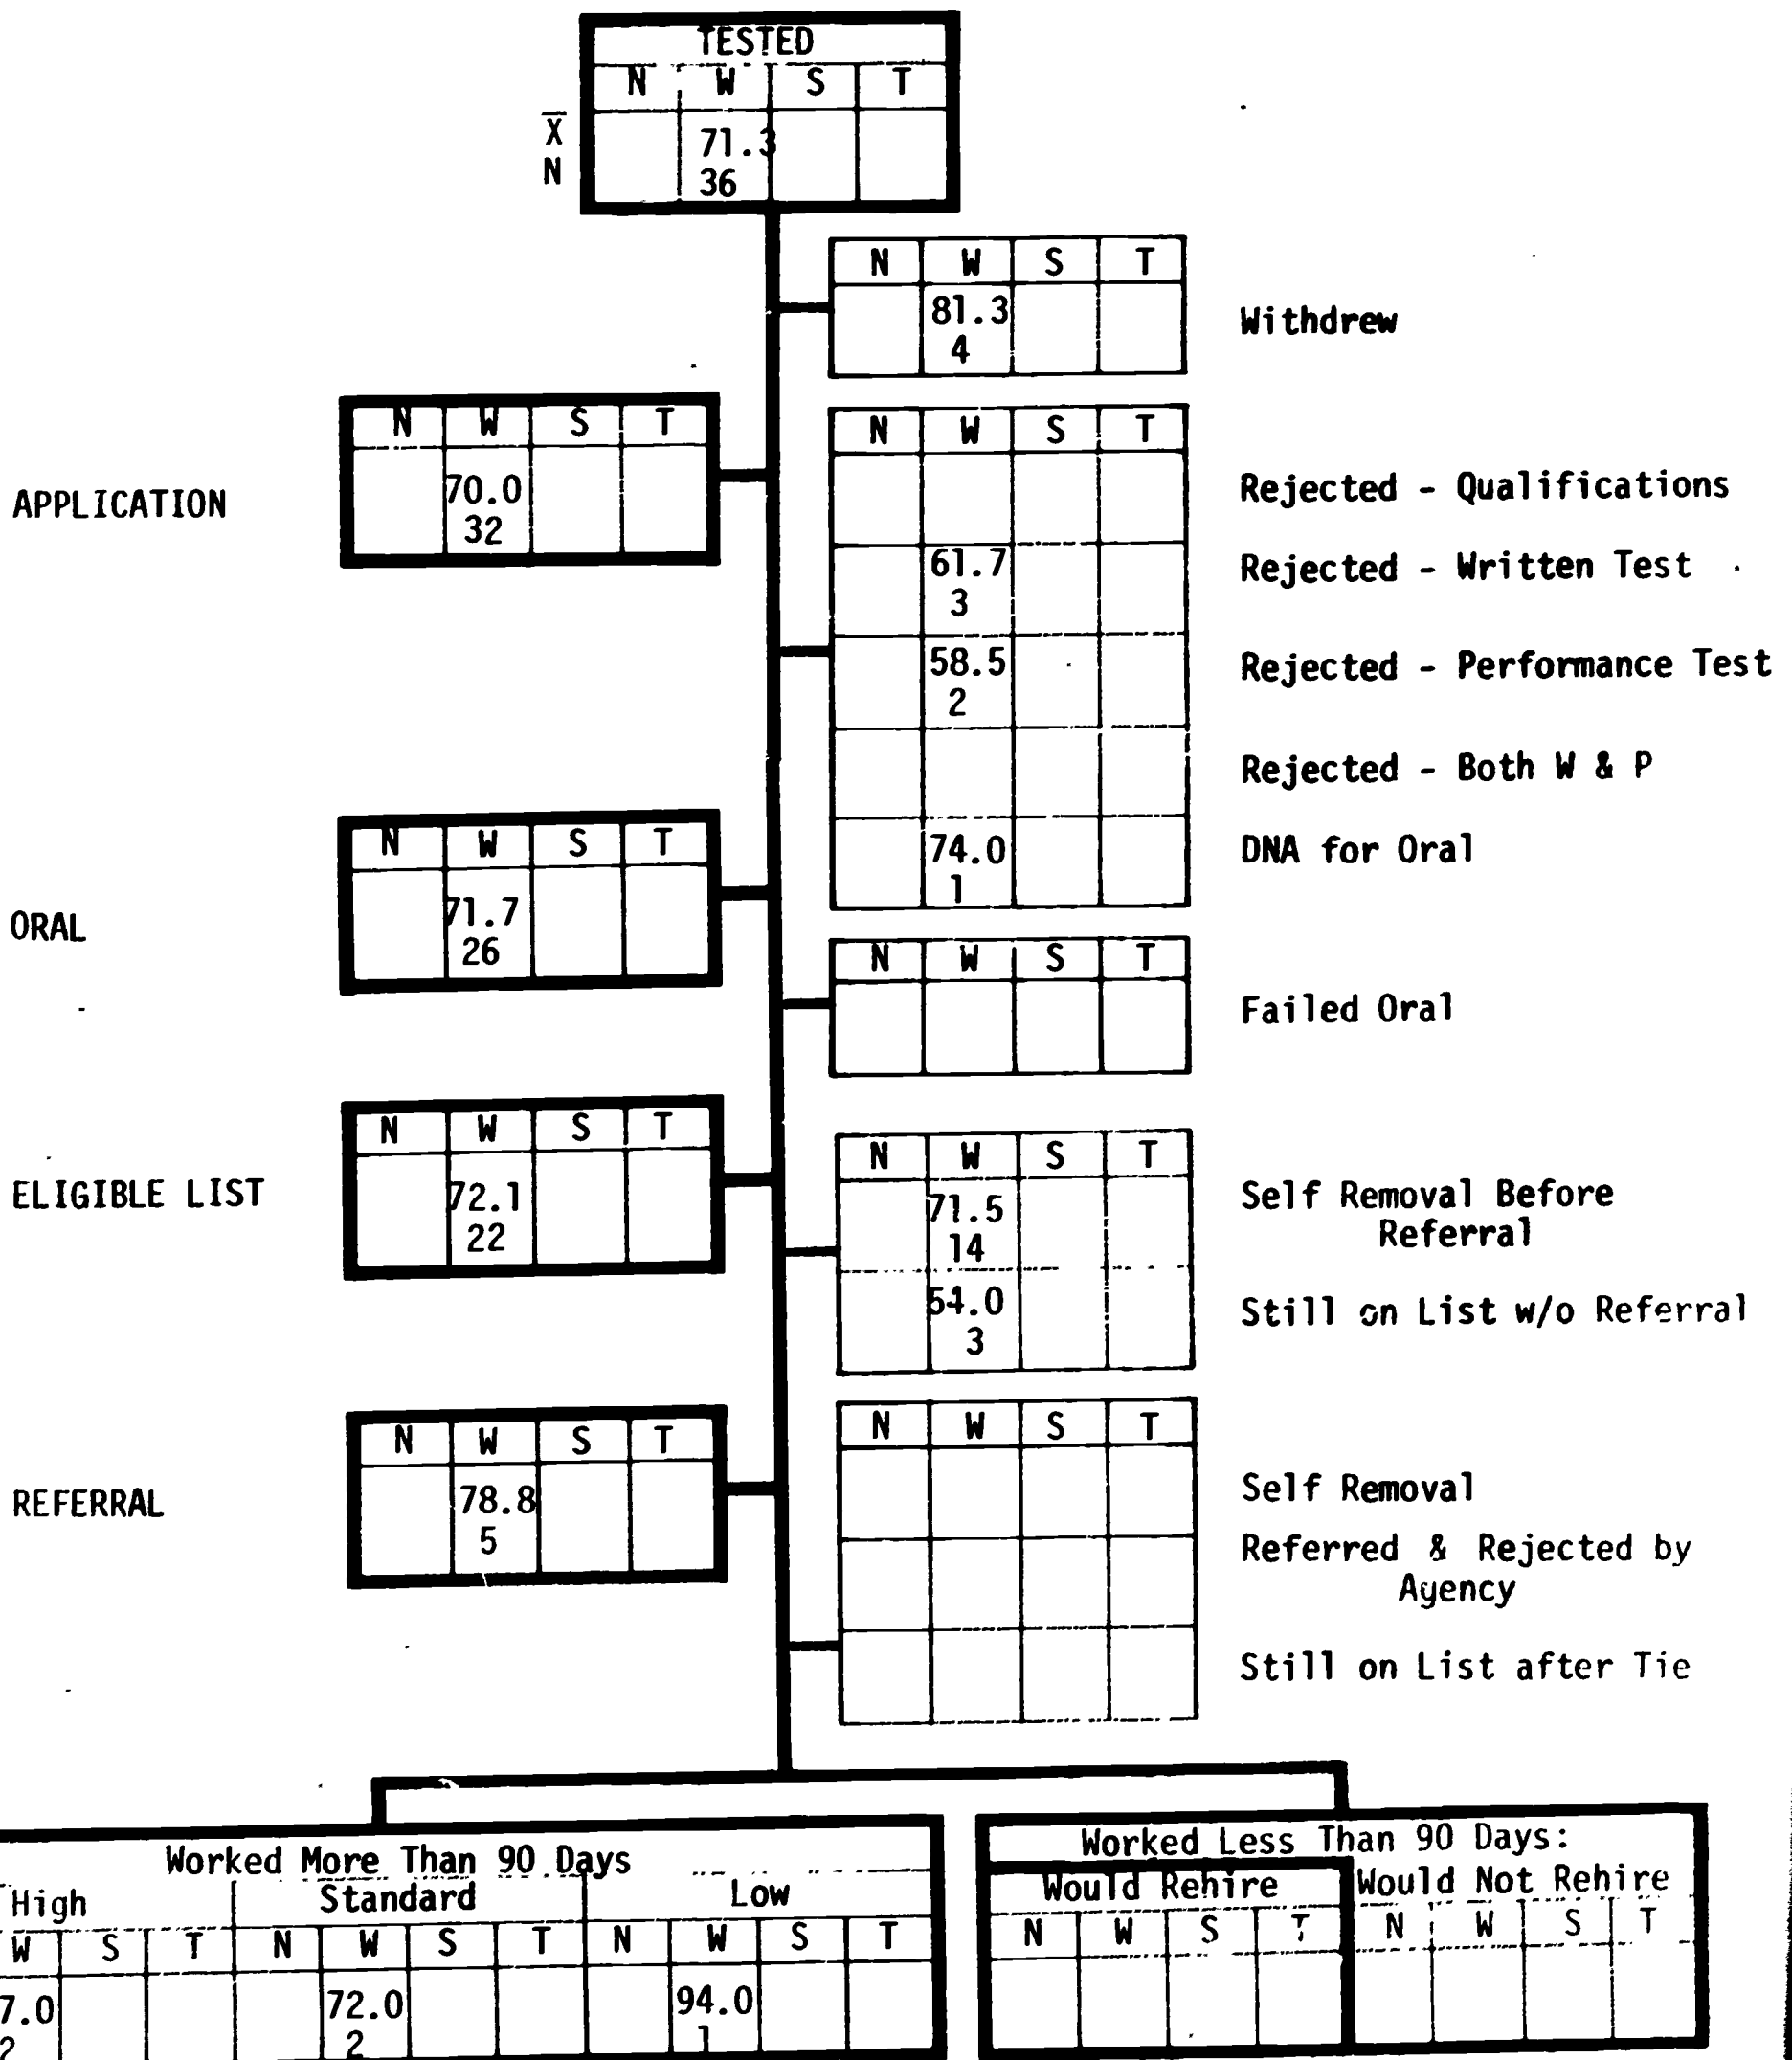 TESTED
N W S T
X̄ 71.3
N 36
N W S T
81.3
4
Withdrew
APPLICATION
N W S T
70.0
32
N W S T
Rejected - Qualifications
61.7
3
Rejected - Written Test
58.5
2
Rejected - Performance Test
Rejected - Both W & P
74.0
1
DNA for Oral
ORAL
N W S T
71.7
26
N W S T
Failed Oral
ELIGIBLE LIST
N W S T
72.1
22
N W S T
71.5
14
Self Removal Before
Referral
3
Still on List w/o Referral
REFERRAL
N W S T
78.8
5
N W S T
Self Removal
Referred & Rejected by
Agency
Still on List after Tie
Worked More Than 90 Days
High Standard Low
W S T N W S T N W S T
7.0 72.0 94.0
2 2 1
Worked Less Than 90 Days:
Would Rehire Would Not Rehire
N W S T N W S T